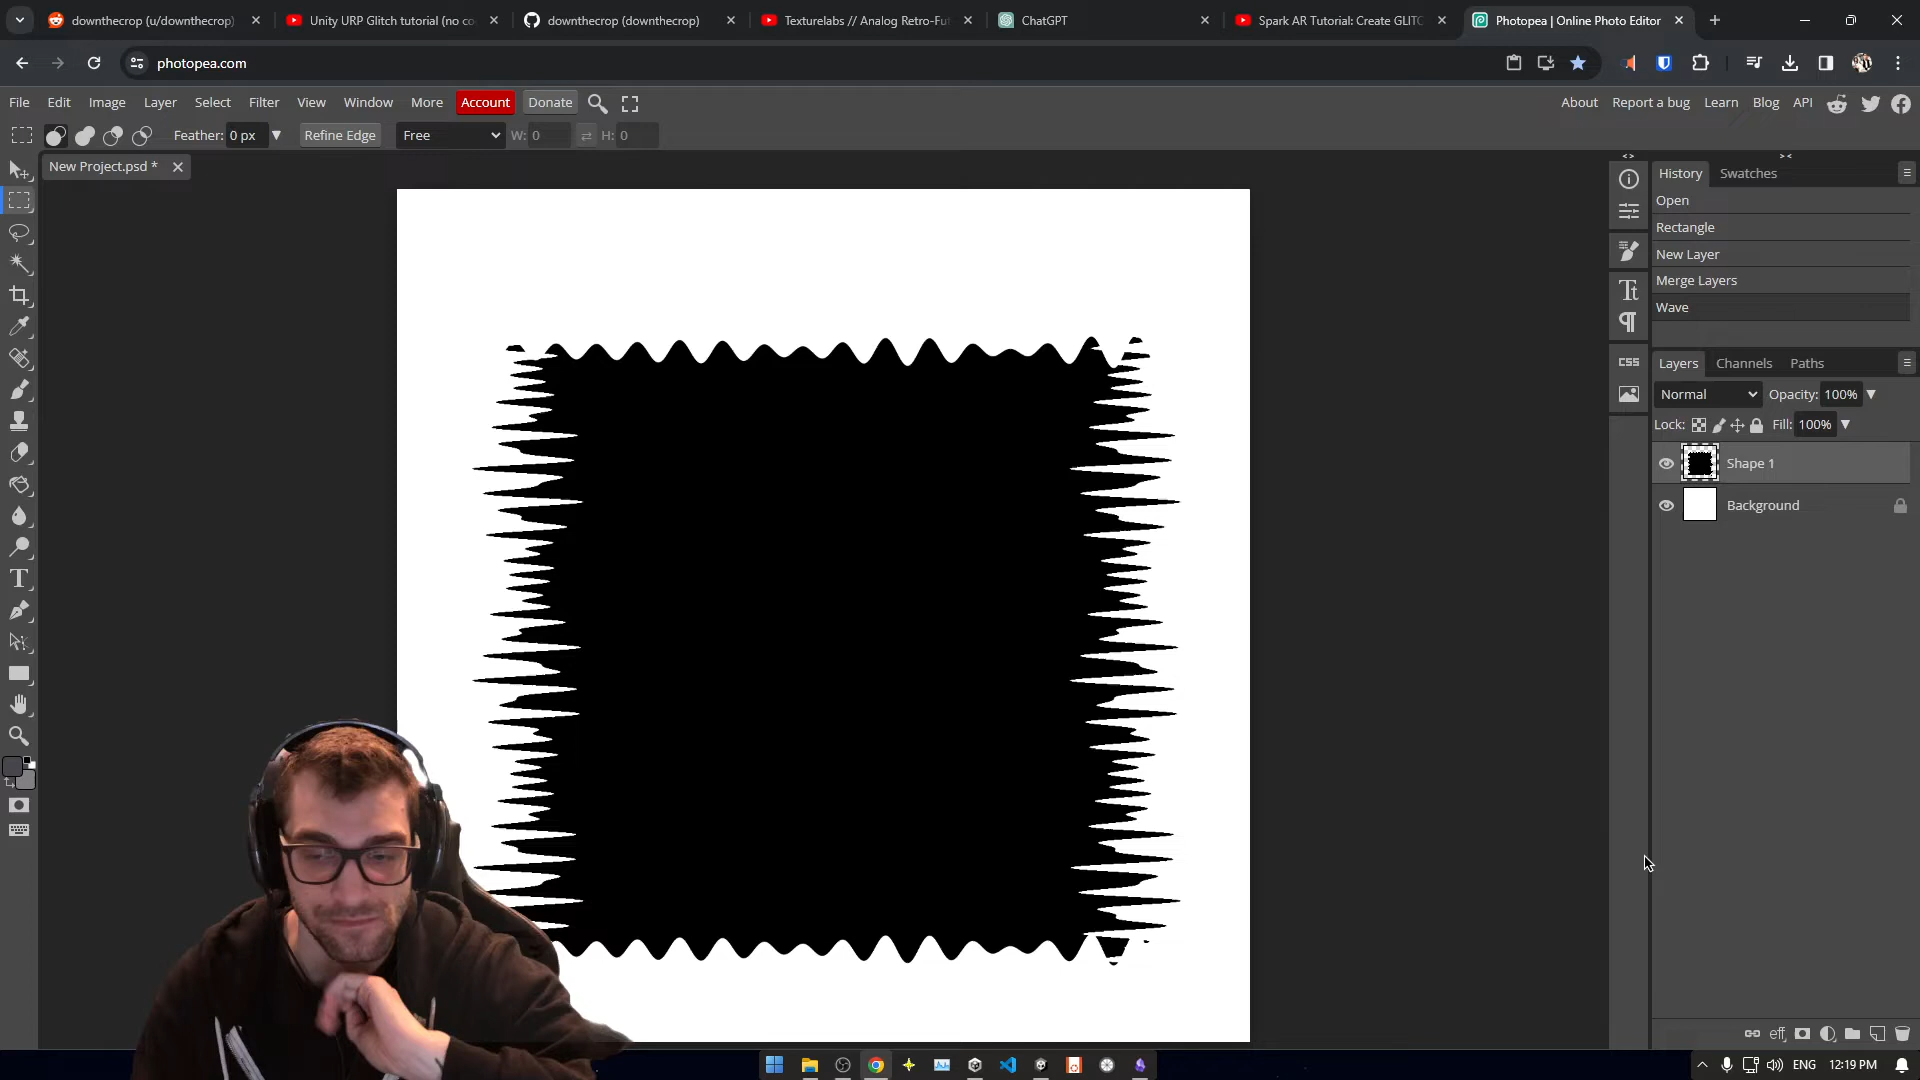 downthecrop (u/downthecrop)
Unity URP Glitch tutorial (no co
downthecrop (downthecrop)
Texturelabs // Analog Retro-Fut
ChatGPT
Spark AR Tutorial: Create GLITC
Photopea | Online Photo Editor
photopea.com
File Edit Image Layer Select Filter View Window More Account Donate
About Report a bug Learn Blog API
Feather: 0 px Refine Edge Free W: 0 H: 0
New Project.psd *
History Swatches
Open
Rectangle
New Layer
Merge Layers
Wave
CSS
Layers Channels Paths
Normal Opacity: 100%
Lock: Fill: 100%
Shape 1
Background
eff
ENG 12:19 PM